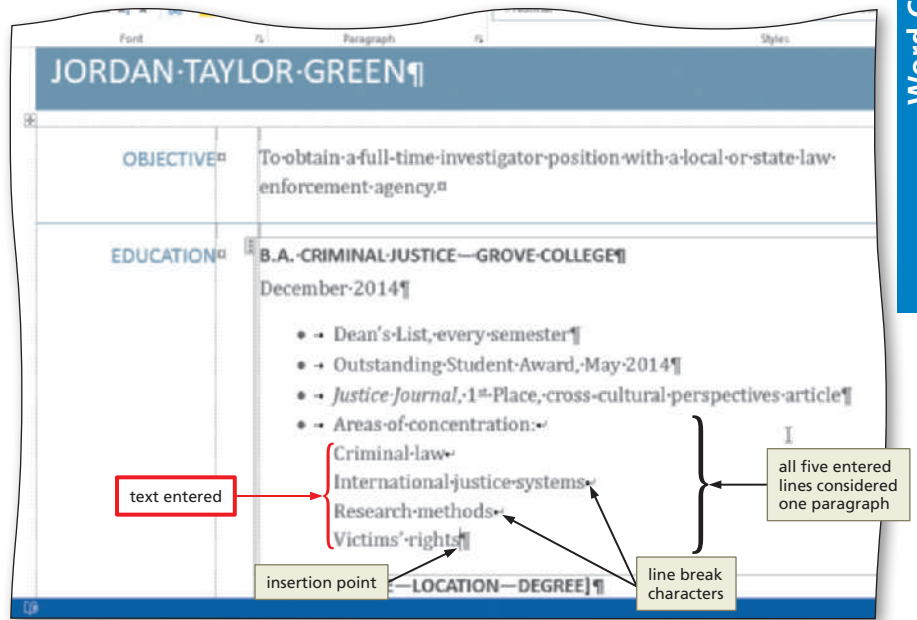 Font Paragraph Styles
JORDAN·TAYLOR·GREEN¶
OBJECTIVE¤ To·obtain·a·full-time·investigator·position·with·a·local·or·state·law·
enforcement·agency.¤
EDUCATION¤ B.A.·CRIMINAL·JUSTICE—GROVE·COLLEGE¶
December·2014¶
• → Dean's·List,·every·semester¶
• → Outstanding·Student·Award,·May·2014¶
• → Justice·Journal,·1st·Place,·cross-cultural·perspectives·article¶
• → Areas·of·concentration:↵
Criminal·law↵
International·justice·systems↵
Research·methods↵
Victims'·rights¶
—LOCATION—DEGREE]¶
text entered
insertion point
line break
characters
all five entered
lines considered
one paragraph
Word